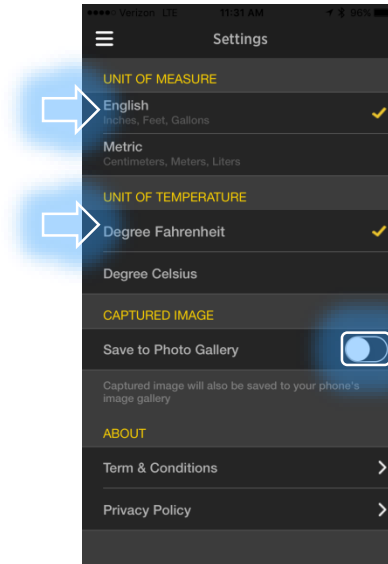 Verizon LTE 11:31 AM 96%
Settings
UNIT OF MEASURE
English
Inches, Feet, Gallons
Metric
Centimeters, Meters, Liters
UNIT OF TEMPERATURE
Degree Fahrenheit
Degree Celsius
CAPTURED IMAGE
Save to Photo Gallery
Captured image will also be saved to your phone's
image gallery
ABOUT
Term & Conditions
Privacy Policy